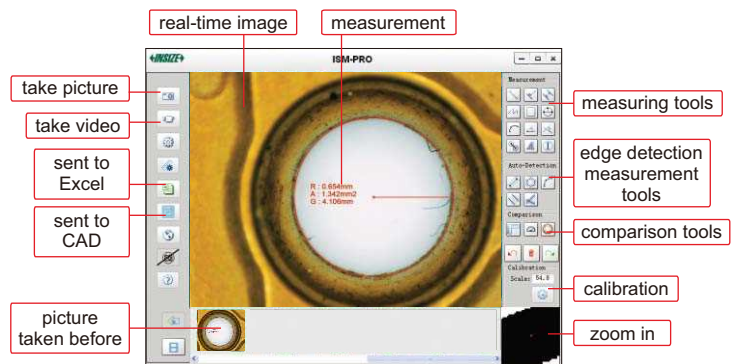 real-time image
measurement
INSIZE
ISM-PRO
take picture
take video
sent to
Excel
sent to
CAD
picture
taken before
R : 0.654mm
A : 1.342mm2
G : 4.106mm
Measurement
Auto-Detection
Comparison
Calibration
Scale: 54.8
measuring tools
edge detection
measurement
tools
comparison tools
calibration
zoom in